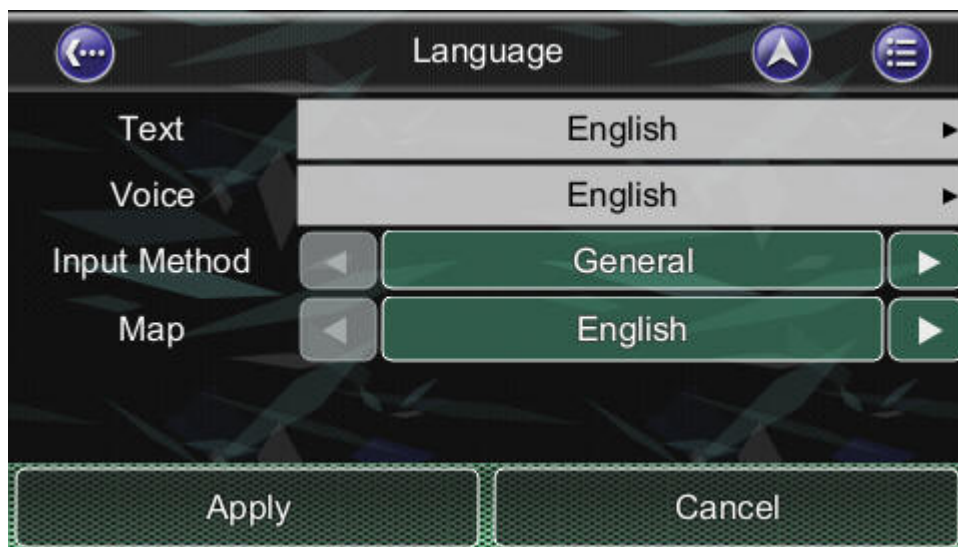 Language
Text English
Voice English
Input Method General
Map English
Apply Cancel